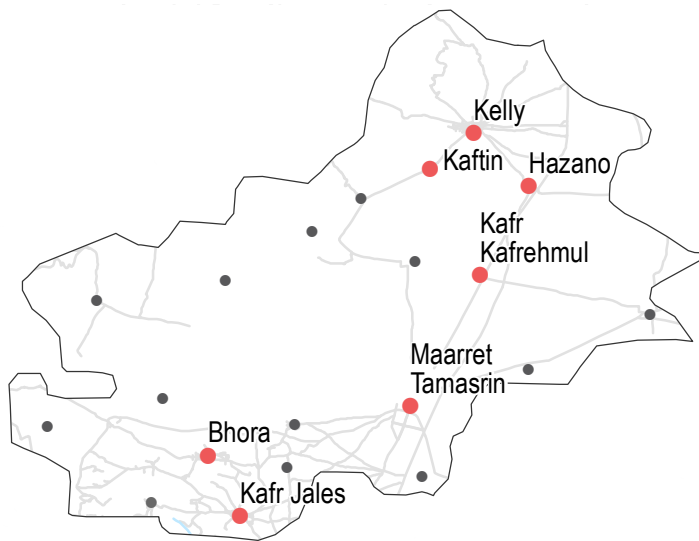 Kelly
Kaftin
Hazano
Kafr
Kafrehmul
Maarret
Tamasrin
Bhora
Kafr Jales